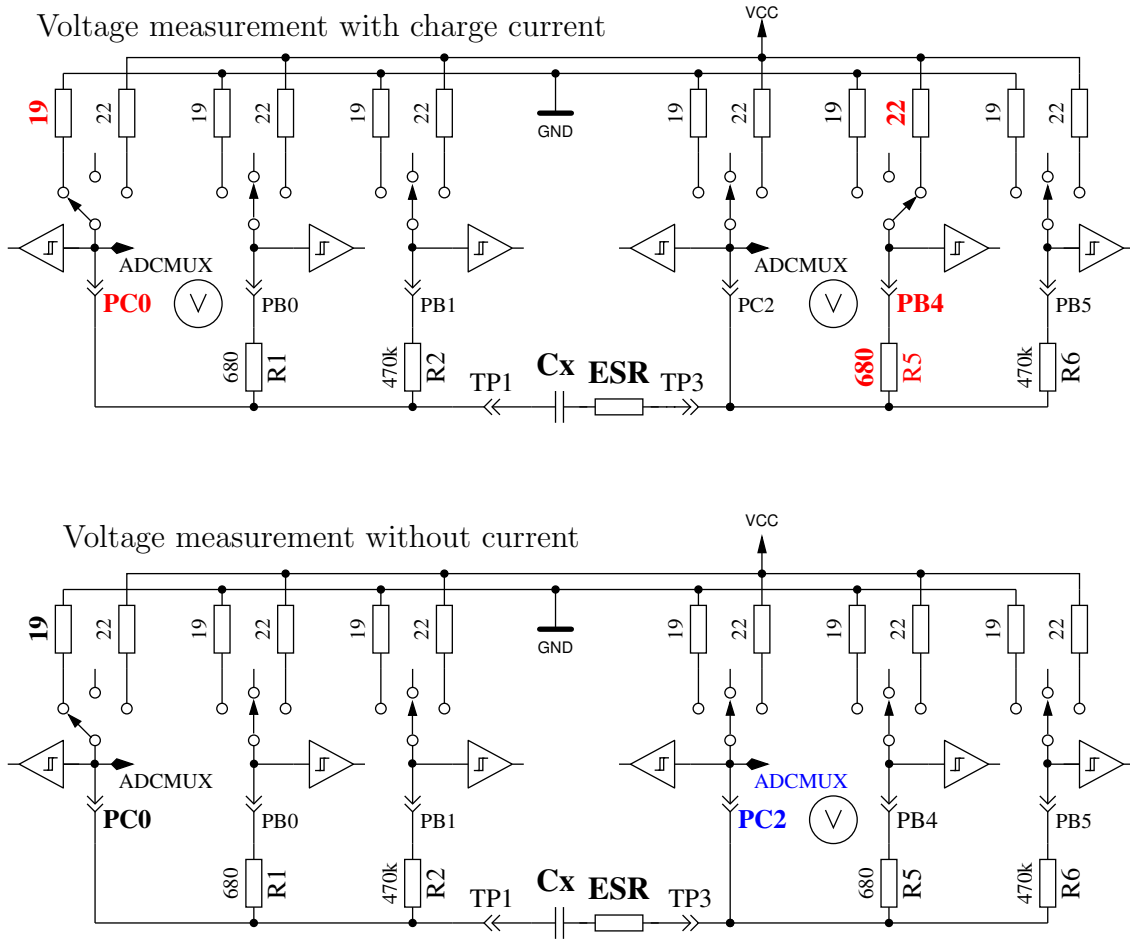 Voltage measurement with charge current
VCC
19 22 19 22 19 22 GND 19 22 19 22 19 22
ADCMUX ADCMUX
PC0 V PB0 PB1 PC2 V PB4 PB5
680 R1 470k R2 680 R5 470k R6
TP1 Cx ESR TP3
Voltage measurement without current
VCC
19 22 19 22 19 22 GND 19 22 19 22 19 22
ADCMUX ADCMUX
PC0 PB0 PB1 PC2 V PB4 PB5
680 R1 470k R2 680 R5 470k R6
TP1 Cx ESR TP3